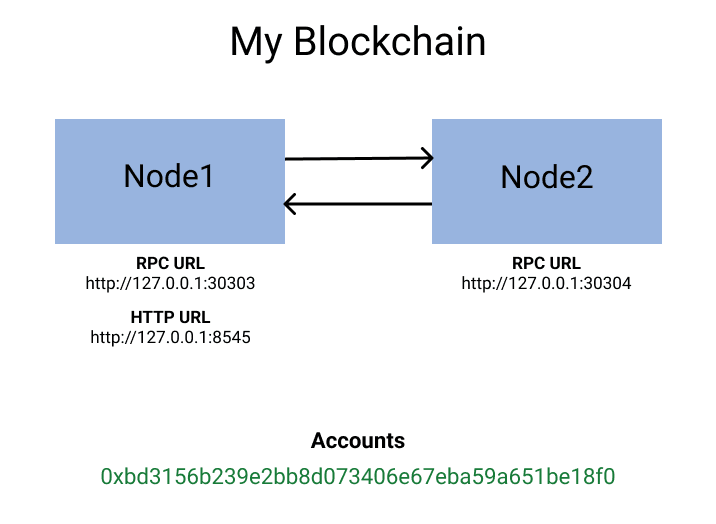 My Blockchain
Node1
Node2
RPC URL
http://127.0.0.1:30303
HTTP URL
http://127.0.0.1:8545
RPC URL
http://127.0.0.1:30304
Accounts
0xbd3156b239e2bb8d073406e67eba59a651be18f0